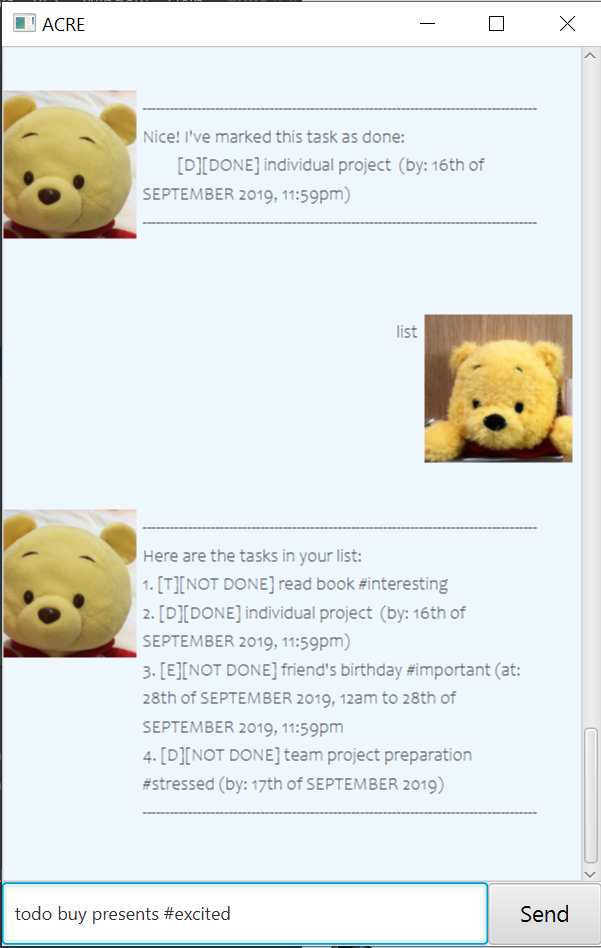 ACRE
Nice! I've marked this task as done:
[D][DONE] individual project  (by: 16th of
SEPTEMBER 2019, 11:59pm)
list
Here are the tasks in your list:
1. [T][NOT DONE] read book #interesting
2. [D][DONE] individual project  (by: 16th of
SEPTEMBER 2019, 11:59pm)
3. [E][NOT DONE] friend's birthday #important (at:
28th of SEPTEMBER 2019, 12am to 28th of
SEPTEMBER 2019, 11:59pm
4. [D][NOT DONE] team project preparation
#stressed (by: 17th of SEPTEMBER 2019)
todo buy presents #excited
Send